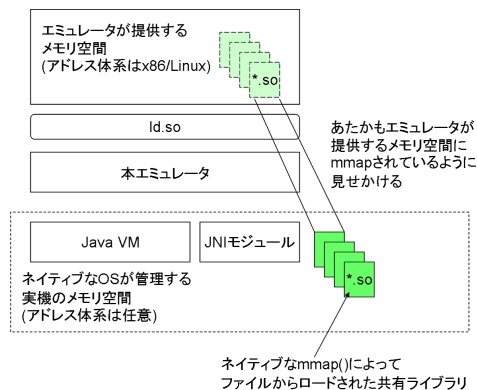 エミュレータが提供する
メモリ空間
(アドレス体系はx86/Linux)
*.so
ld.so
本エミュレータ
あたかもエミュレータが
提供するメモリ空間に
mmapされているように
見せかける
Java VM
JNIモジュール
*.so
ネイティブなOSが管理する
実機のメモリ空間
(アドレス体系は任意)
ネイティブなmmap()によって
ファイルからロードされた共有ライブラリ